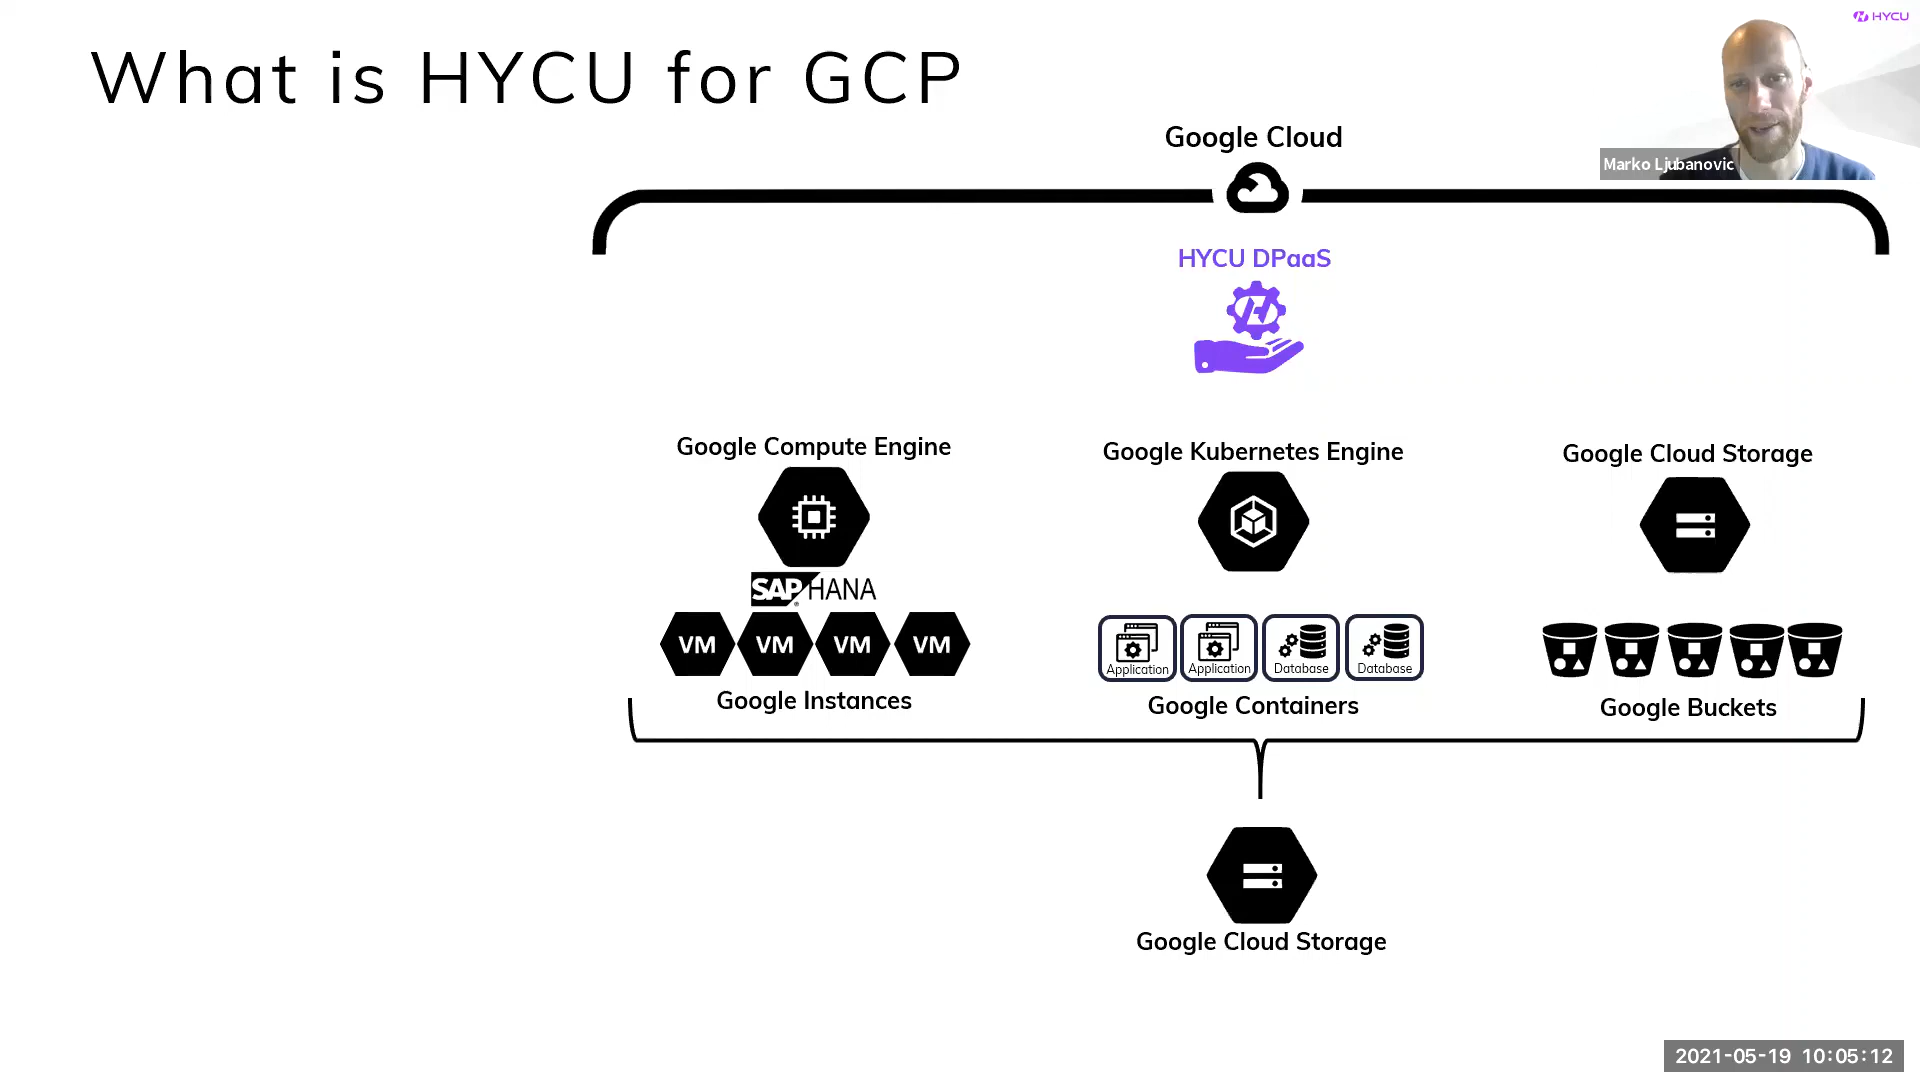 HYCU
What is HYCU for GCP
Google Cloud
Marko Ljubanovic
HYCU DPaaS
Google Compute Engine
Google Kubernetes Engine
Google Cloud Storage
SAP HANA
VM VM VM VM
Application Application Database Database
Google Instances
Google Containers
Google Buckets
Google Cloud Storage
2021-05-19 10:05:12